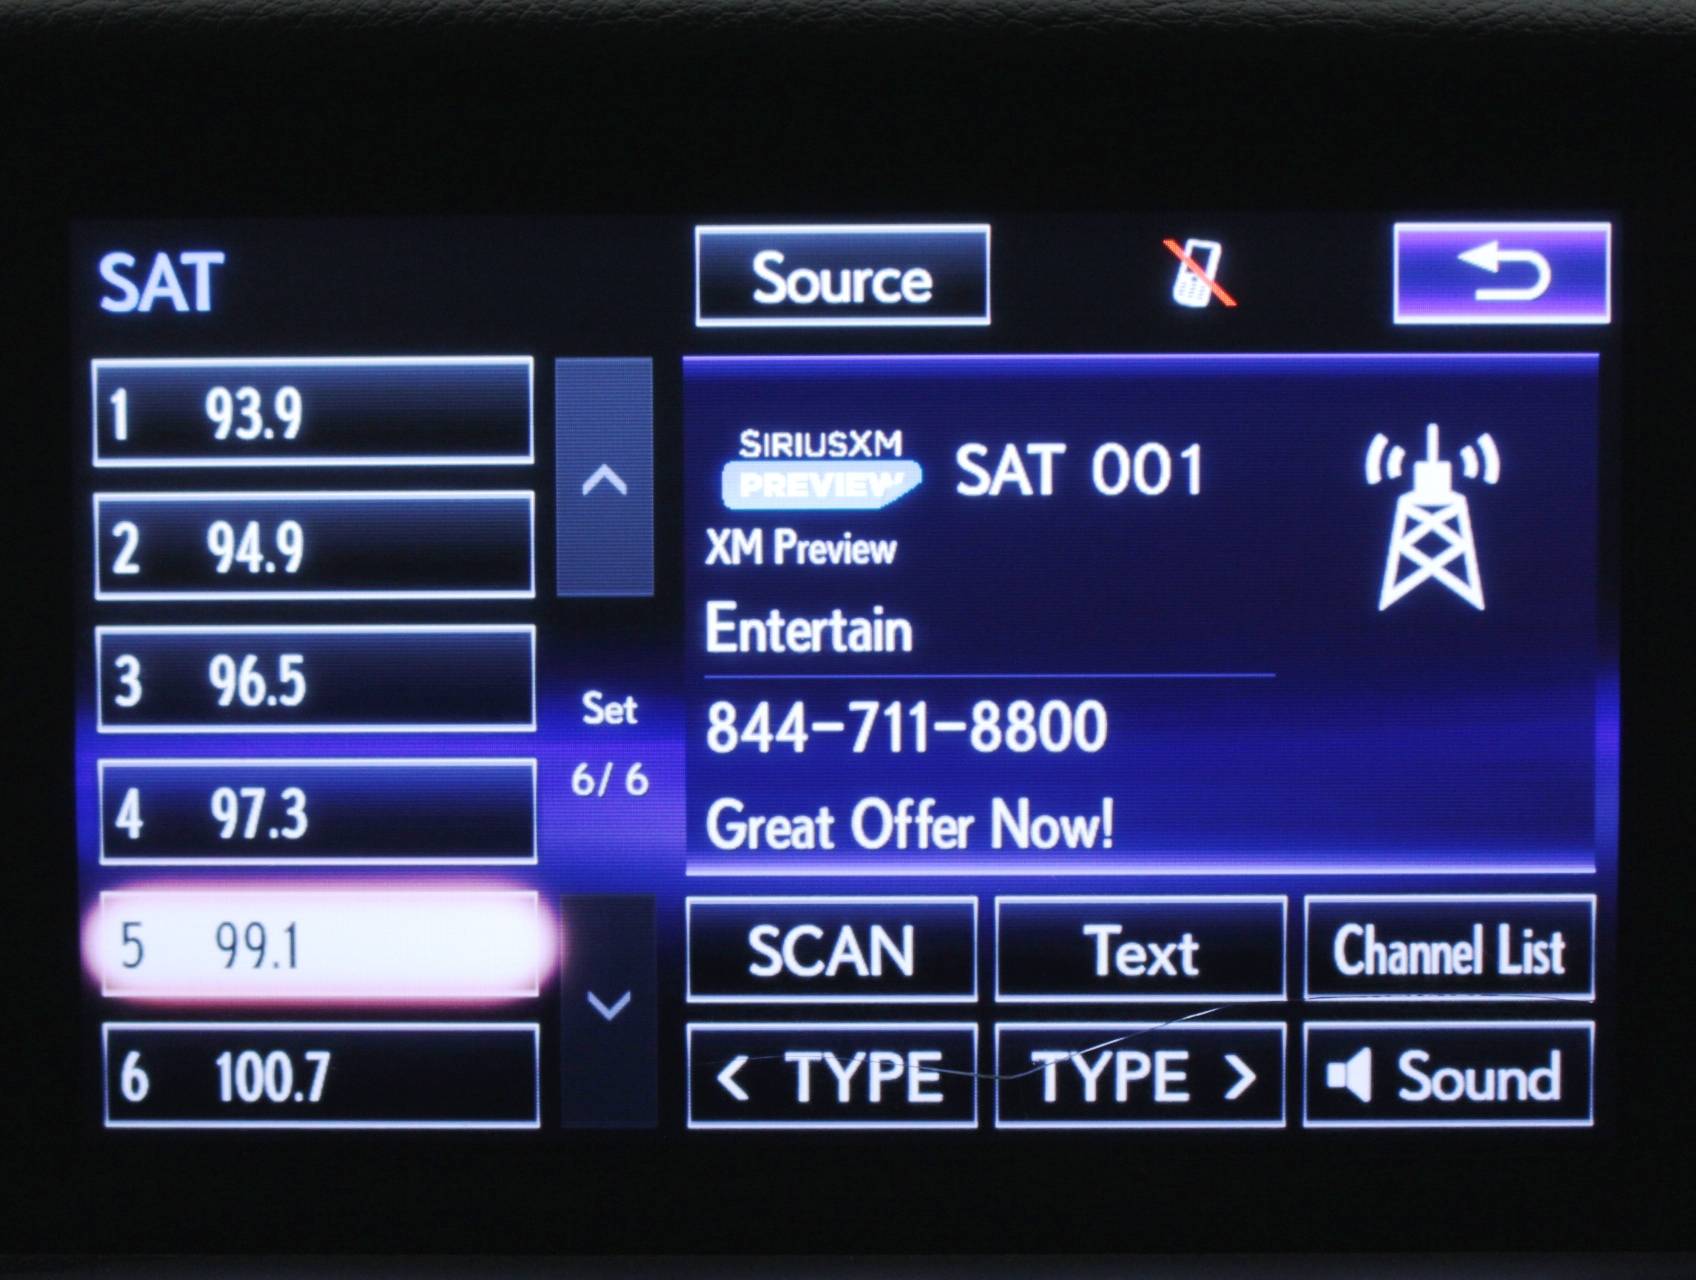 SAT
Source
1 93.9
2 94.9
3 96.5
4 97.3
5 99.1
6 100.7
Set
6/ 6
SIRIUSXM
PREVIEW
SAT 001
XM Preview
Entertain
844-711-8800
Great Offer Now!
SCAN
Text
Channel List
< TYPE
TYPE >
Sound